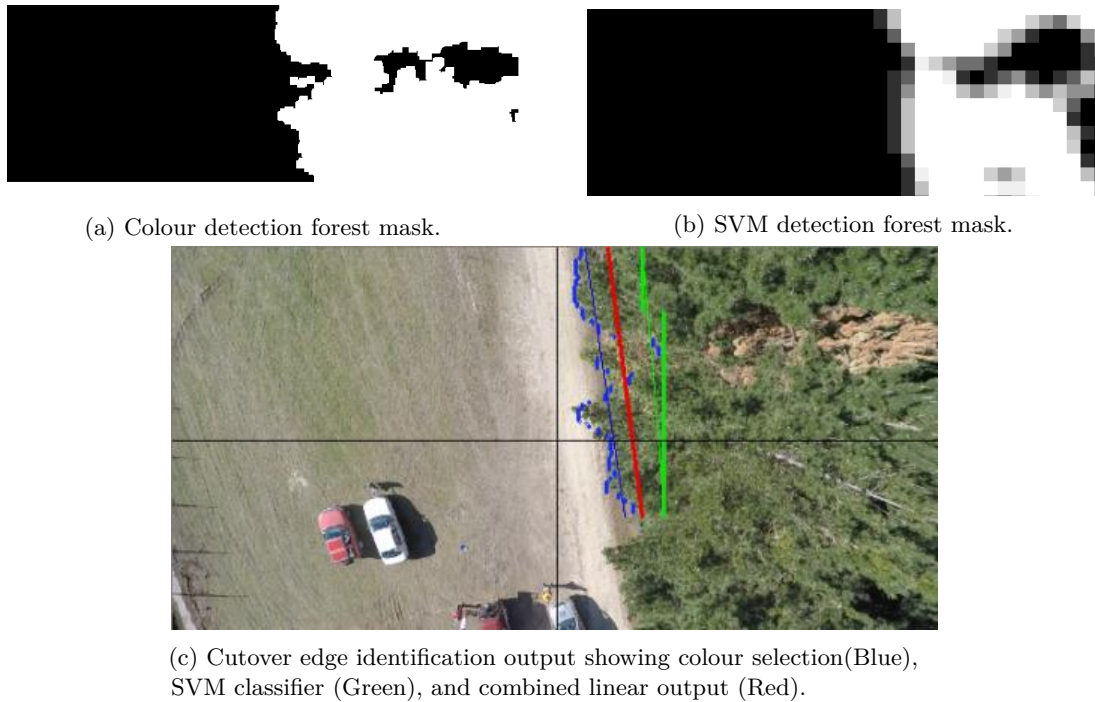 (a) Colour detection forest mask.
(b) SVM detection forest mask.
(c) Cutover edge identification output showing colour selection(Blue),
SVM classifier (Green), and combined linear output (Red).